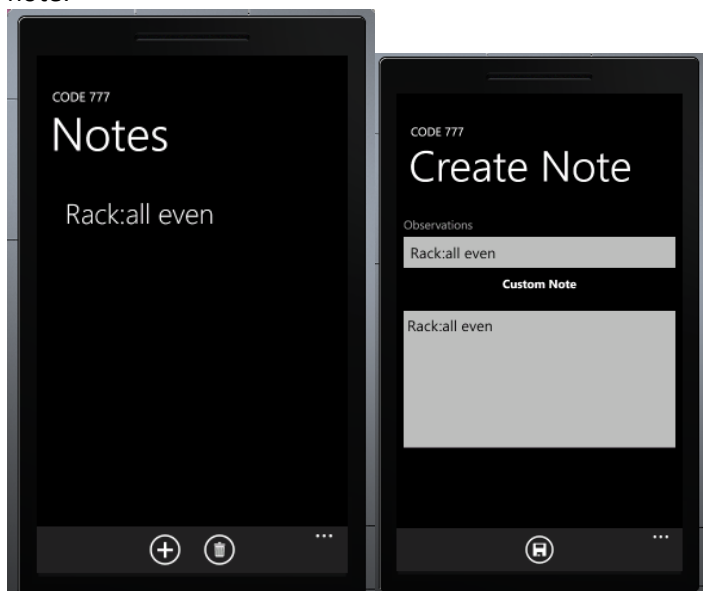 note.
CODE 777
Notes
Rack:all even
CODE 777
Create Note
Observations
Rack:all even
Custom Note
Rack:all even